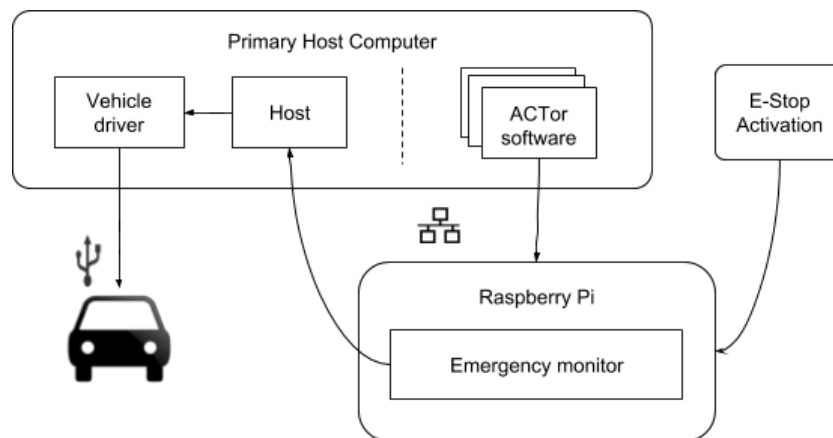 Primary Host Computer
Vehicle
driver
Host
ACTor
software
E-Stop
Activation
Raspberry Pi
Emergency monitor